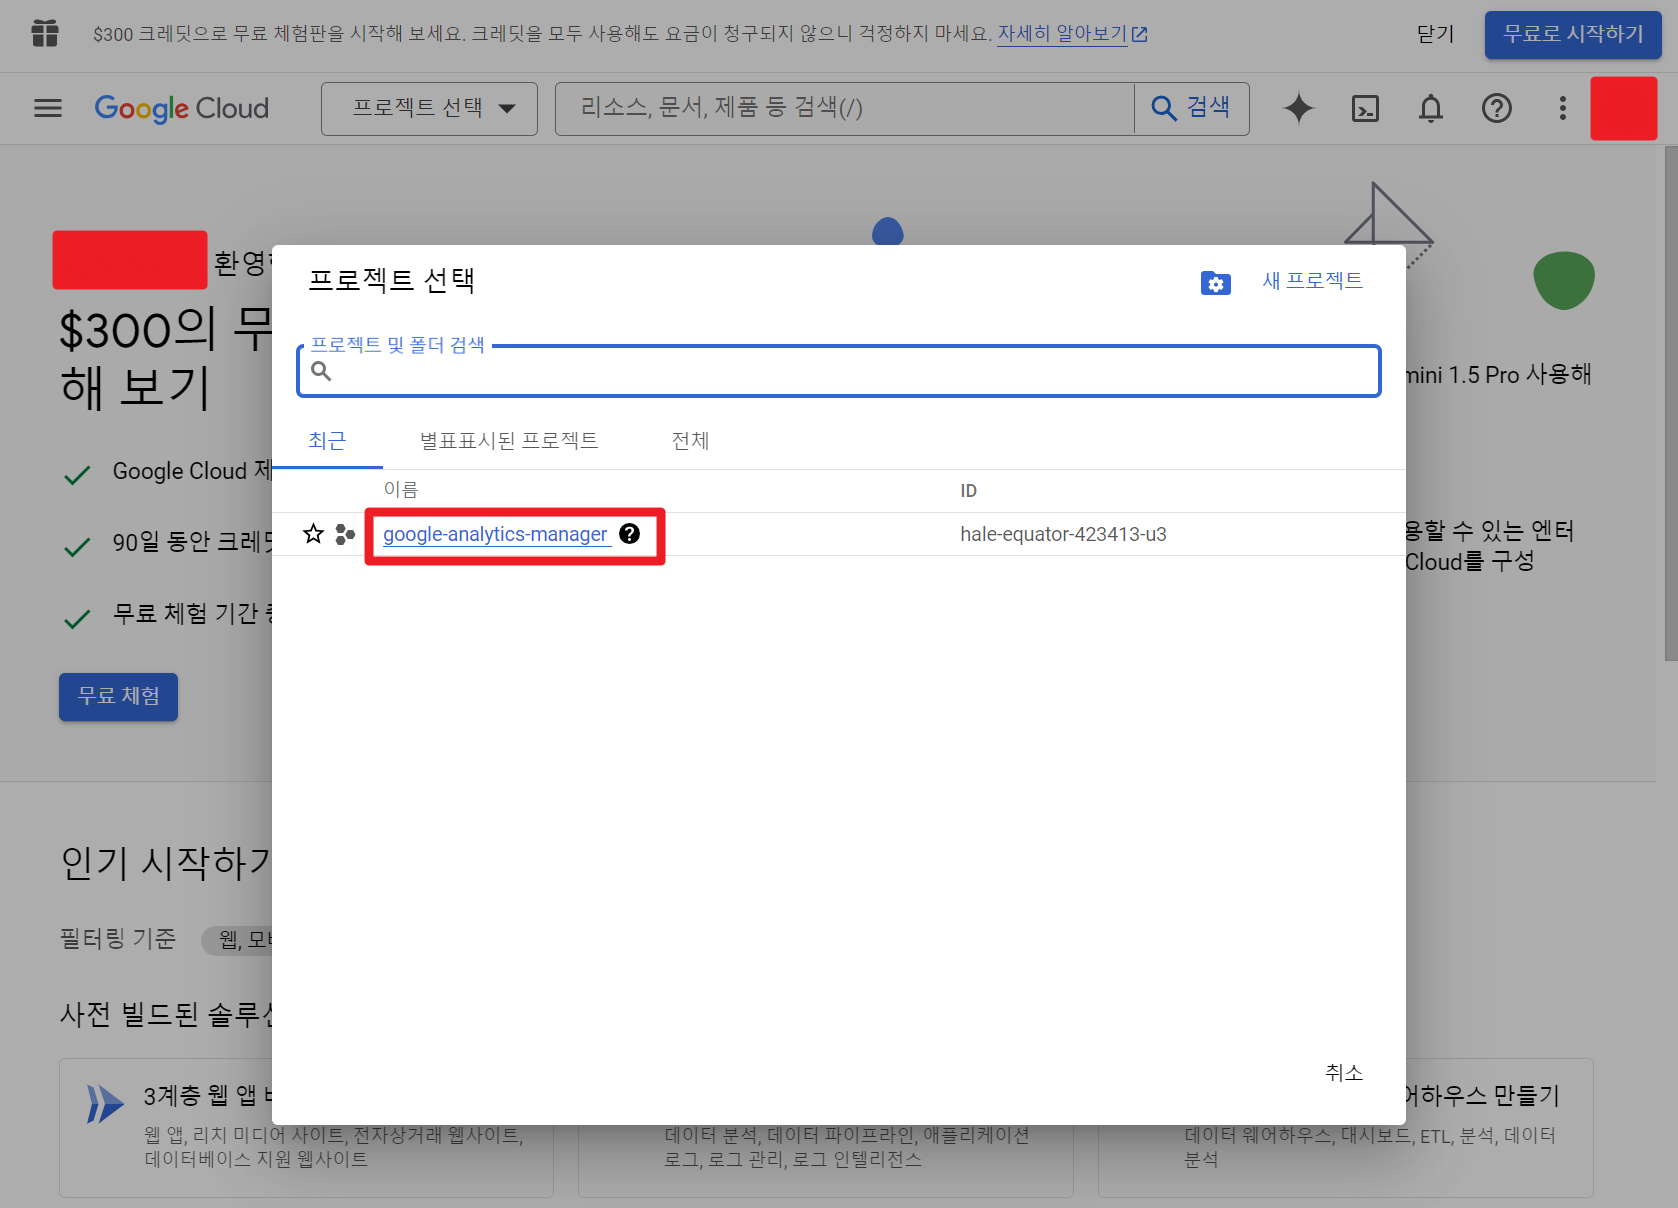 $300 크레딧으로 무료 체험판을 시작해 보세요. 크레딧을 모두 사용해도 요금이 청구되지 않으니 걱정하지 마세요. 자세히 알아보기
닫기
무료로 시작하기
Google Cloud
프로젝트 선택
리소스, 문서, 제품 등 검색(/)
검색
$300의 무
해 보기
mini 1.5 Pro 사용해
Google Cloud 제
90일 동안 크레딧
무료 체험 기간
용할 수 있는 엔터
Cloud를 구성
무료 체험
프로젝트 선택
새 프로젝트
프로젝트 및 폴더 검색
최근
별표표시된 프로젝트
전체
이름
ID
google-analytics-manager
hale-equator-423413-u3
취소
인기 시작하기
필터링 기준
웹, 모바
사전 빌드된 솔루션
3계층 웹 앱
웹 앱, 리치 미디어 사이트, 전자상거래 웹사이트,
데이터베이스 지원 웹사이트
데이터 분석, 데이터 파이프라인, 애플리케이션
로그, 로그 관리, 로그 인텔리전스
어하우스 만들기
데이터 웨어하우스, 대시보드, ETL, 분석, 데이터
분석